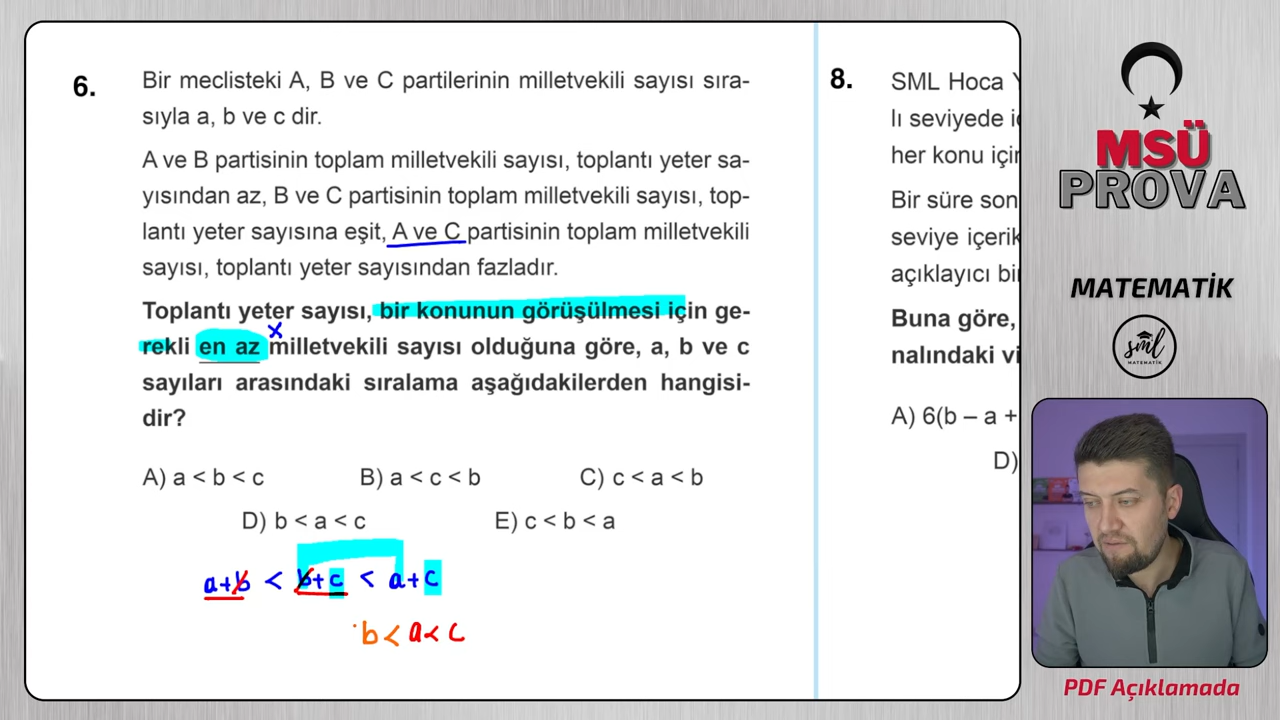 6.
Bir meclisteki A, B ve C partilerinin milletvekili sayısı sıra-
sıyla a, b ve c dir.
A ve B partisinin toplam milletvekili sayısı, toplantı yeter sa-
yısından az, B ve C partisinin toplam milletvekili sayısı, top-
lantı yeter sayısına eşit, A ve C partisinin toplam milletvekili
sayısı, toplantı yeter sayısından fazladır.
Toplantı yeter sayısı, bir konunun görüşülmesi için ge-
x
rekli en az milletvekili sayısı olduğuna göre, a, b ve c
sayıları arasındaki sıralama aşağıdakilerden hangisi-
dir?
A) a < b < c B) a < c < b C) c < a < b
D) b < a < c E) c < b < a
a+b < b+c < a+c
b < a < c
8.
SML Hoca Y
lı seviyede iç
her konu için
Bir süre son
seviye içerik
açıklayıcı bi
Buna göre,
nalındaki vi
A) 6(b – a +
D)
MSÜ
PROVA
MATEMATİK
sml
MATEMATİK
PDF Açıklamada